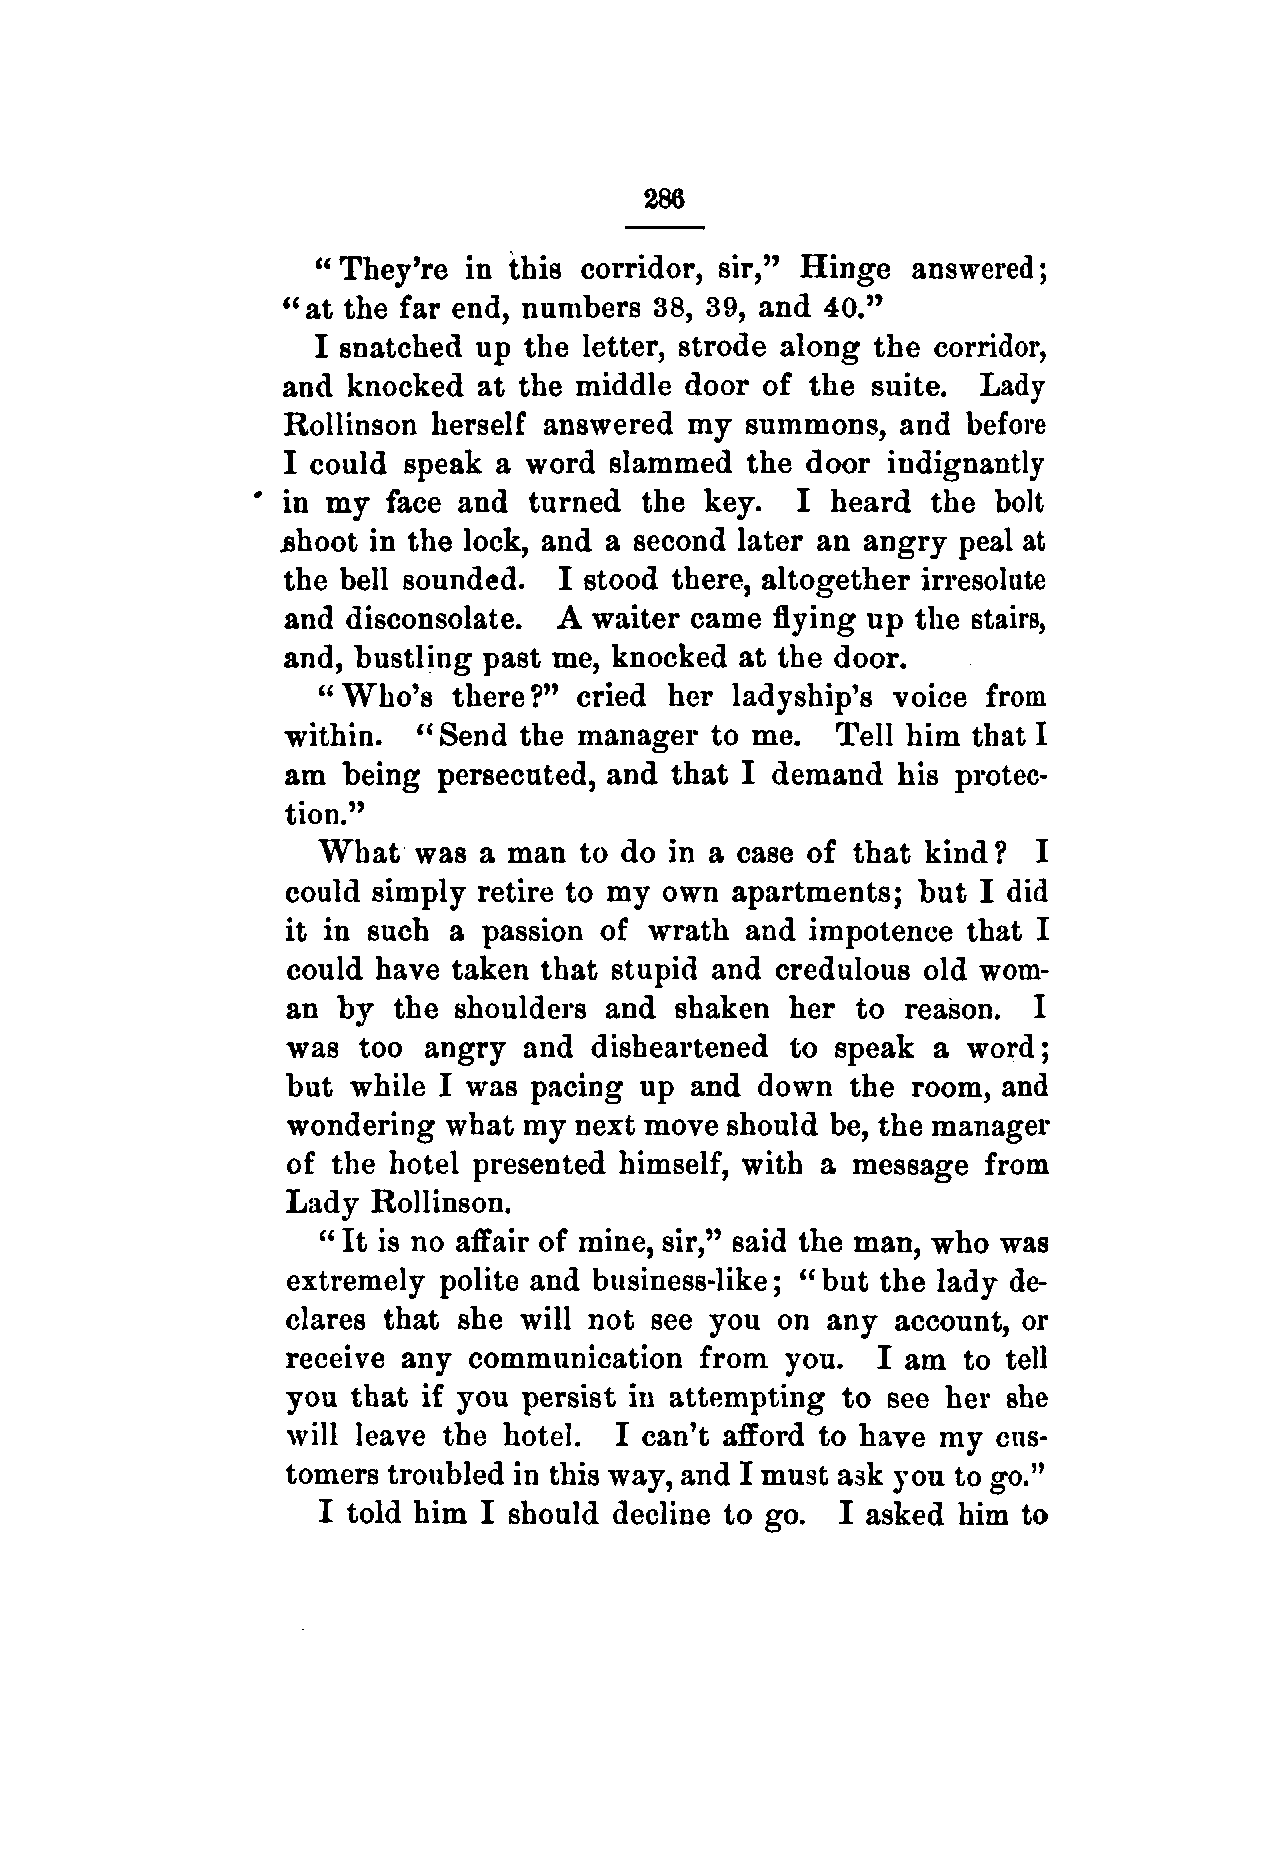 286
“They’re in this corridor, sir,” Hinge answered;
“at the far end, numbers 38, 39, and 40.”
I snatched up the letter, strode along the corridor,
and knocked at the middle door of the suite. Lady
Rollinson herself answered my summons, and before
I could speak a word slammed the door indignantly
in my face and turned the key. I heard the bolt
shoot in the lock, and a second later an angry peal at
the bell sounded. I stood there, altogether irresolute
and disconsolate. A waiter came flying up the stairs,
and, bustling past me, knocked at the door.
“Who’s there?” cried her ladyship’s voice from
within. “Send the manager to me. Tell him that I
am being persecuted, and that I demand his protec-
tion.”
What was a man to do in a case of that kind? I
could simply retire to my own apartments; but I did
it in such a passion of wrath and impotence that I
could have taken that stupid and credulous old wom-
an by the shoulders and shaken her to reason. I
was too angry and disheartened to speak a word;
but while I was pacing up and down the room, and
wondering what my next move should be, the manager
of the hotel presented himself, with a message from
Lady Rollinson.
“It is no affair of mine, sir,” said the man, who was
extremely polite and business-like; “but the lady de-
clares that she will not see you on any account, or
receive any communication from you. I am to tell
you that if you persist in attempting to see her she
will leave the hotel. I can’t afford to have my cus-
tomers troubled in this way, and I must ask you to go.”
I told him I should decline to go. I asked him to